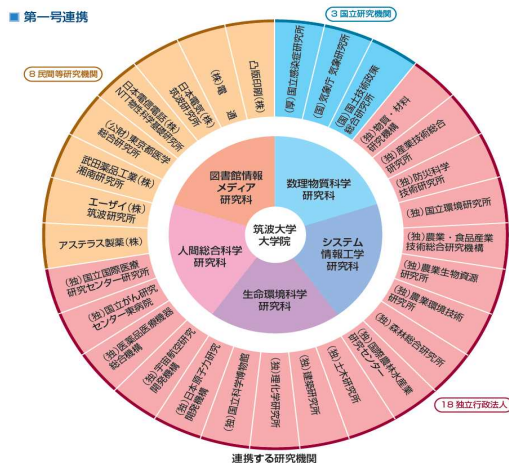 第一号連携
3 国立研究機関
8 民間等研究機関
18 独立行政法人
(厚)国立感染症研究所
(国)気象庁 気象研究所
(国)国土技術政策
総合研究所
(独)物質・材料
研究機構
(独)産業技術総合
研究所
(独)防災科学
技術研究所
(独)国立環境研究所
(独)農業・食品産業
技術総合研究機構
(独)農業生物資源
研究所
(独)農業環境技術
研究所
(独)森林総合研究所
(独)国際農林水産業
研究センター
(独)土木研究所
(独)建築研究所
(独)理化学研究所
(独)国立科学博物館
(独)日本原子力研究
開発機構
(独)宇宙航空研究
開発機構
(独)医薬品医療機器
総合機構
(独)国立がん研究
センター東病院
(独)国立国際医療
研究センター研究所
アステラス製薬(株)
エーザイ(株)
筑波研究所
武田薬品工業(株)
湘南研究所
(公財)東京都医学
総合研究所
日本電信電話(株)
NTT物性科学基礎研究所
日本電気(株)
筑波研究所
(株)電 通
凸版印刷(株)
図書館情報
メディア
研究科
数理物質科学
研究科
システム
情報工学
研究科
生命環境科学
研究科
人間総合科学
研究科
筑波大学
大学院
連携する研究機関